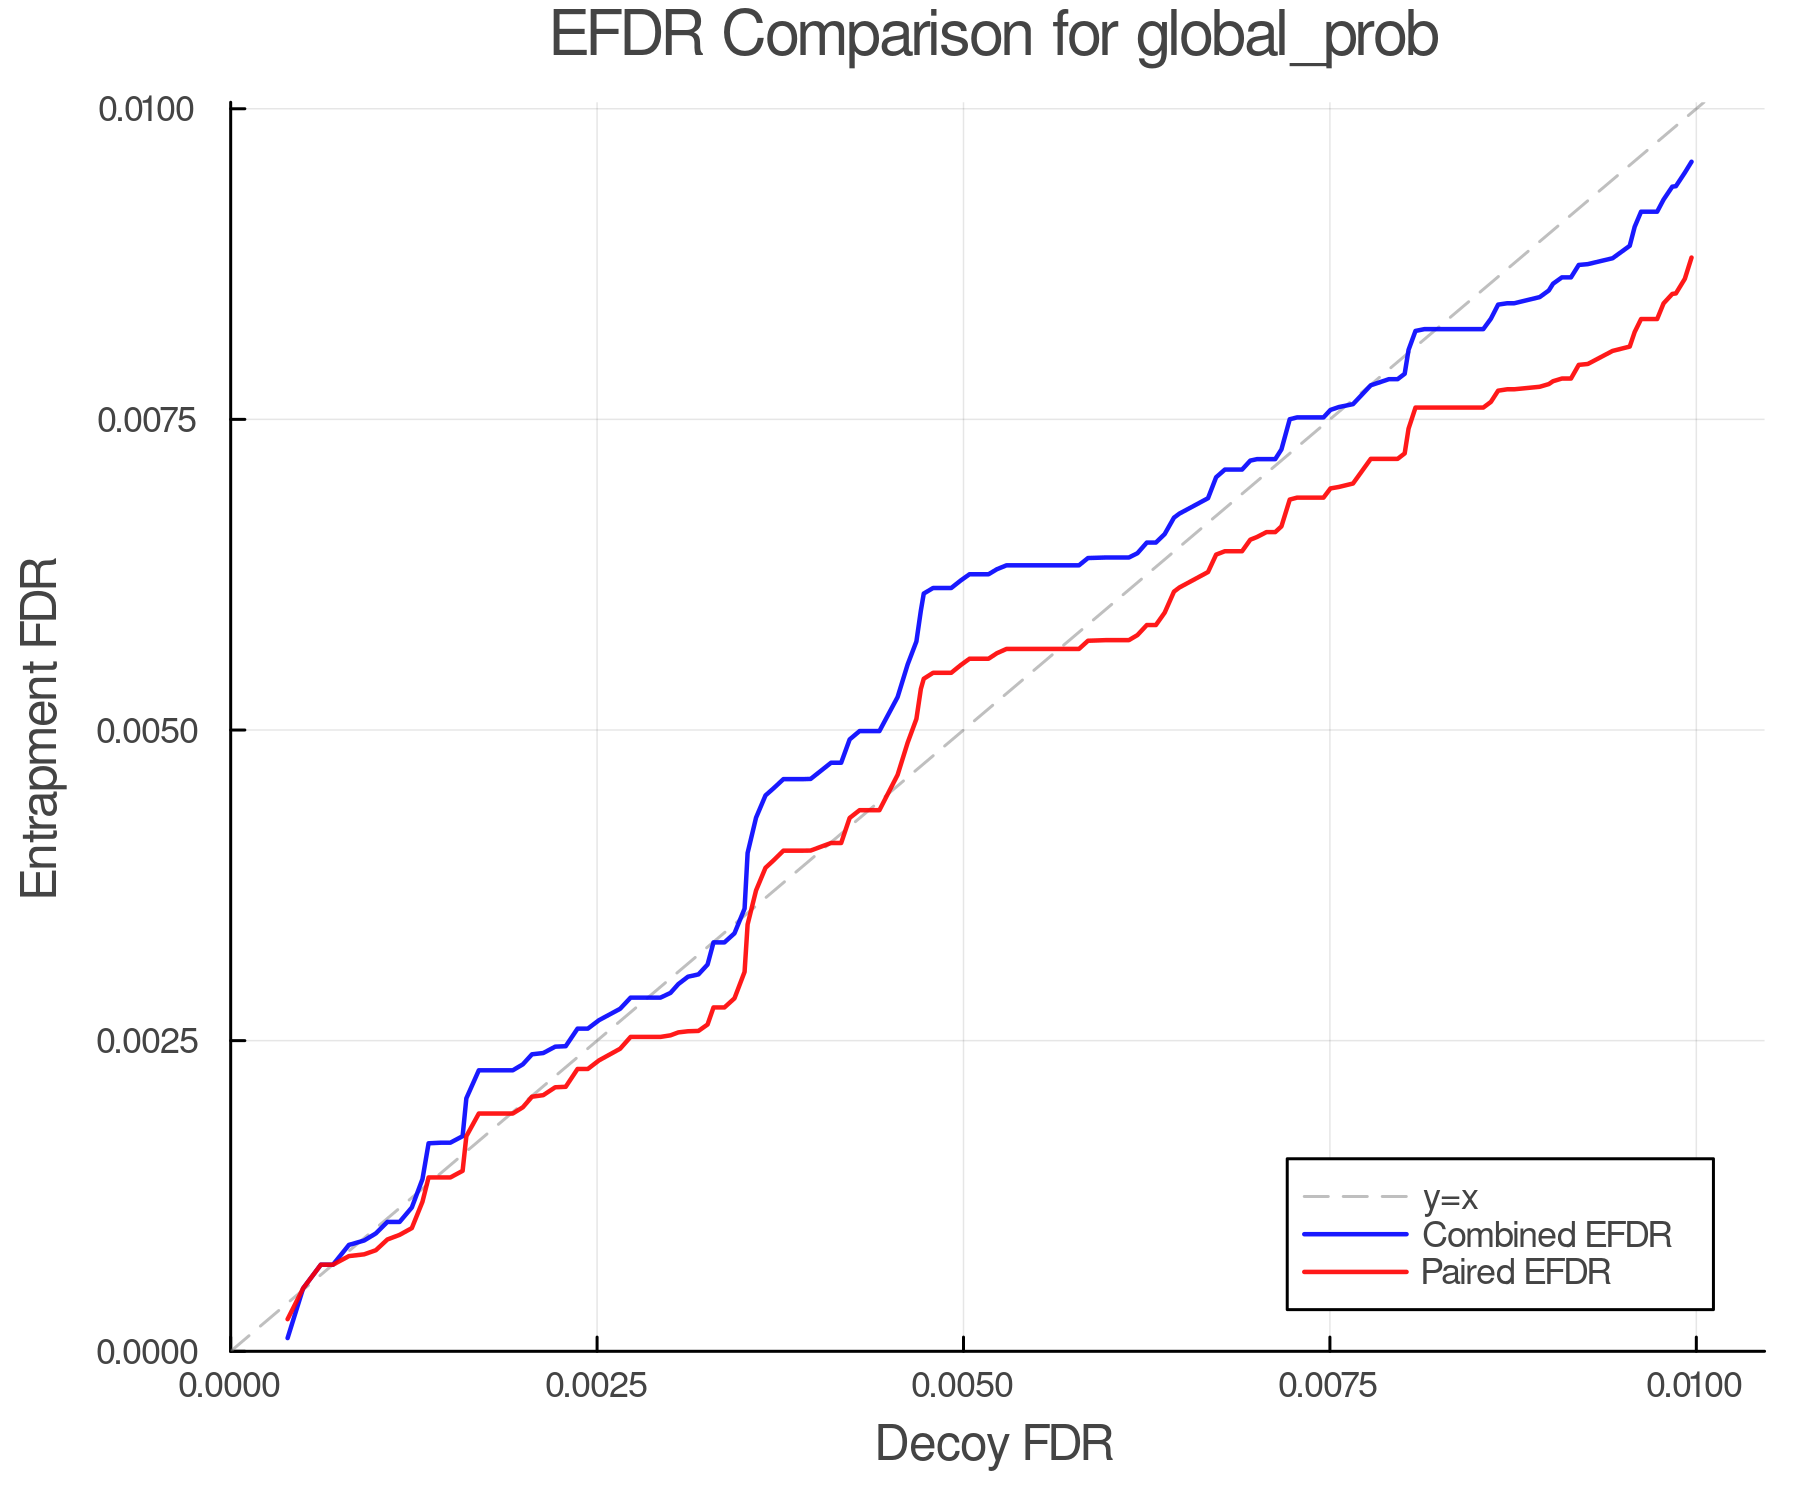 EFDR Comparison for global_prob
0.0100
0.0075
0.0050
0.0025
0.0000
Entrapment FDR
0.0000 0.0025 0.0050 0.0075 0.0100
Decoy FDR
y=x
Combined EFDR
Paired EFDR